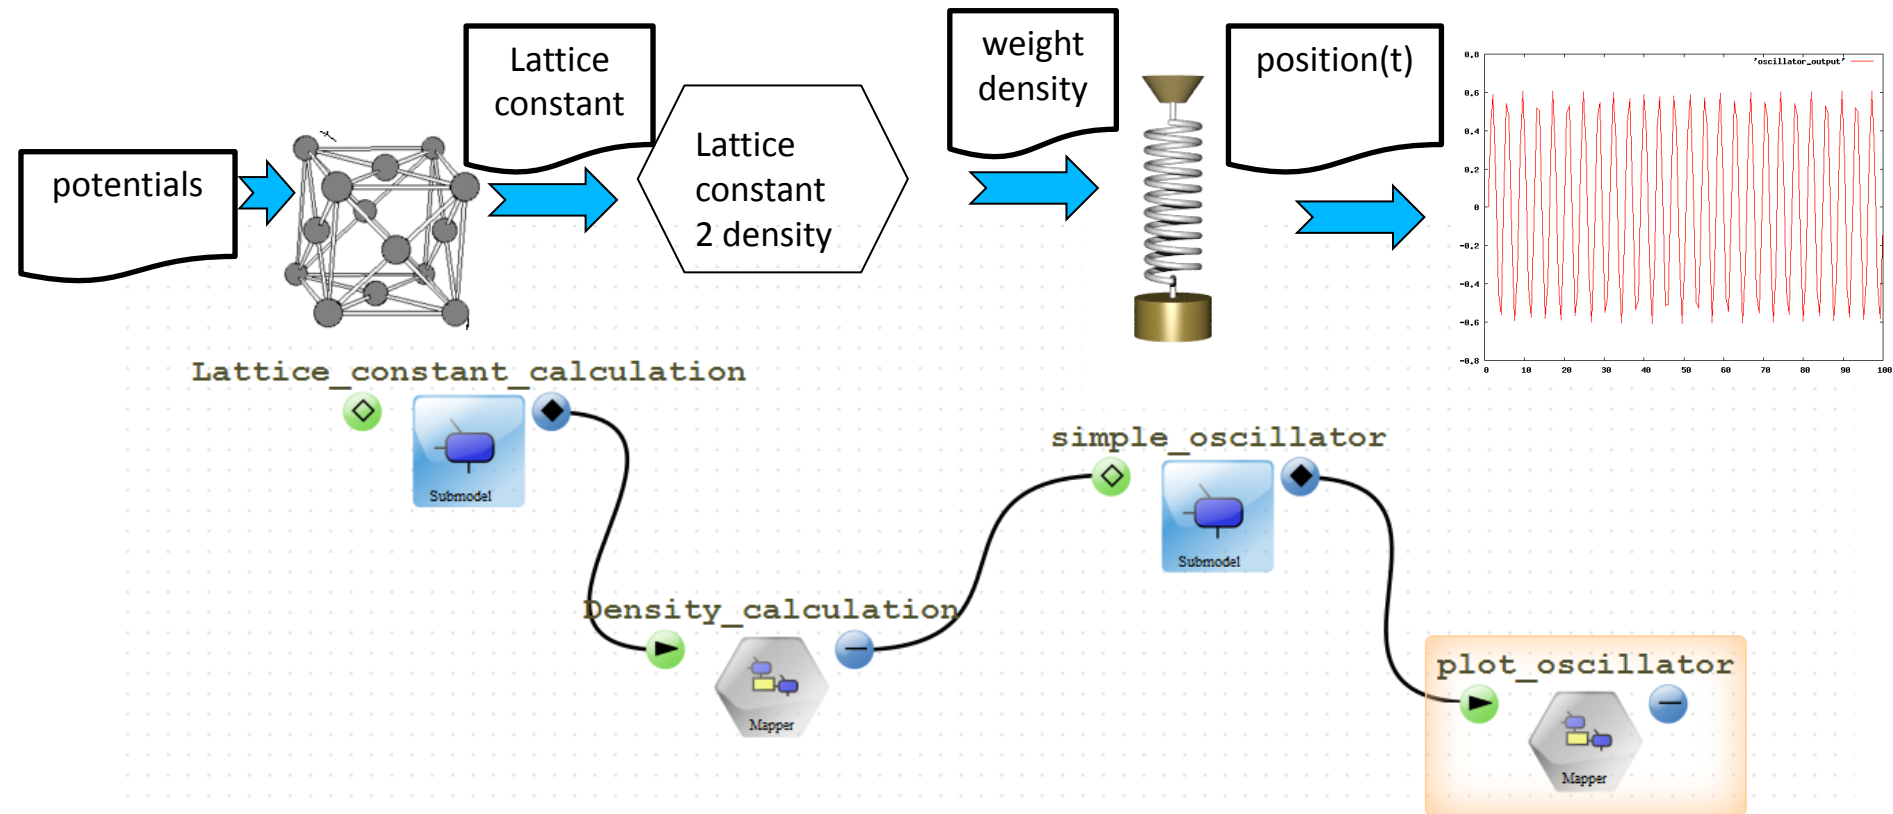 potentials
Lattice
constant
Lattice
constant
2 density
weight
density
position(t)
'oscillator_output'
0.8
0.6
0.4
0.2
0
-0.2
-0.4
-0.6
-0.8
0 10 20 30 40 50 60 70 80 90 100
Lattice_constant_calculation
Submodel
simple_oscillator
Submodel
Density_calculation
Mapper
plot_oscillator
Mapper